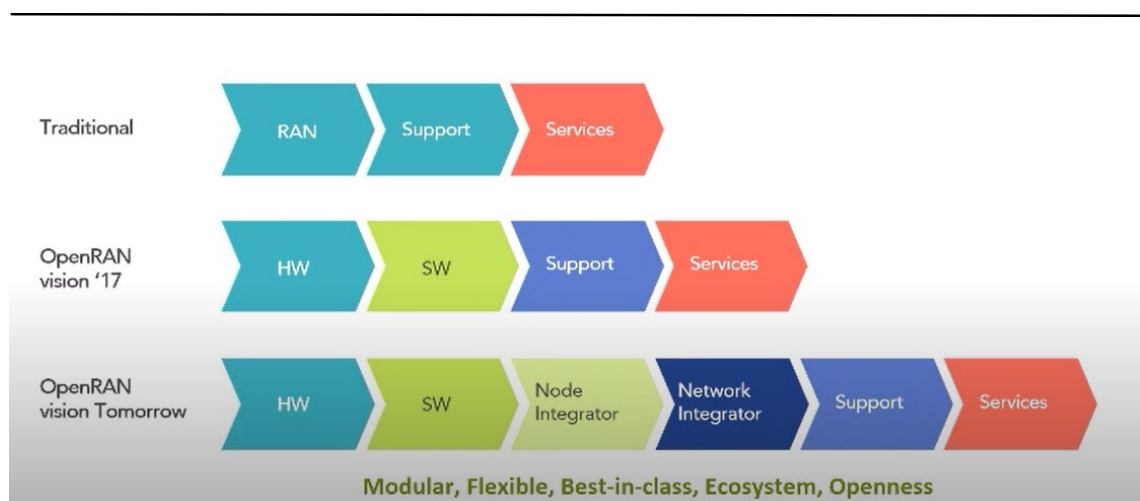 Traditional
RAN
Support
Services
OpenRAN
vision '17
HW
SW
Support
Services
OpenRAN
vision Tomorrow
HW
SW
Node
Integrator
Network
Integrator
Support
Services
Modular, Flexible, Best-in-class, Ecosystem, Openness